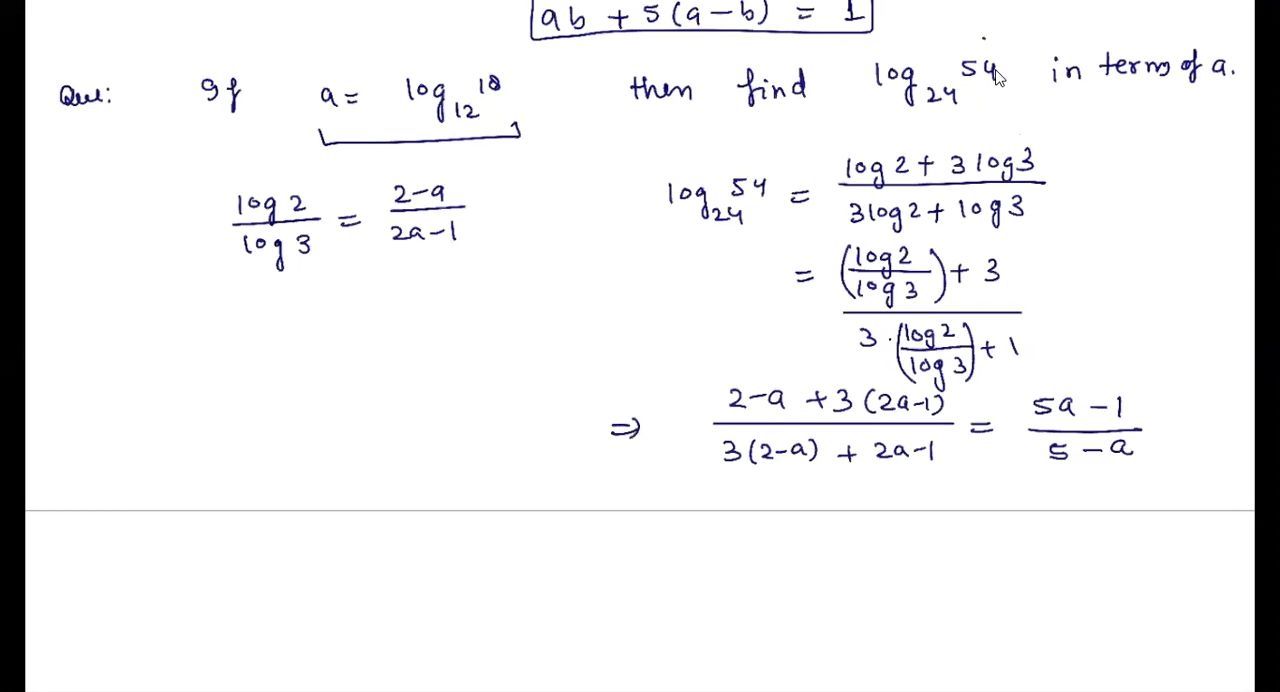 ab + 5(a-b) = 1
Que: If a = log₁₂ 18 then find log₂₄ 54 in terms of a.
log 2 / log 3 = (2-a) / (2a-1)
log₂₄ 54 = (log 2 + 3 log 3) / (3 log 2 + log 3)
= ((log 2 / log 3) + 3) / (3 · (log 2 / log 3) + 1)
⇒ (2-a + 3(2a-1)) / (3(2-a) + 2a-1) = (5a-1) / (5-a)